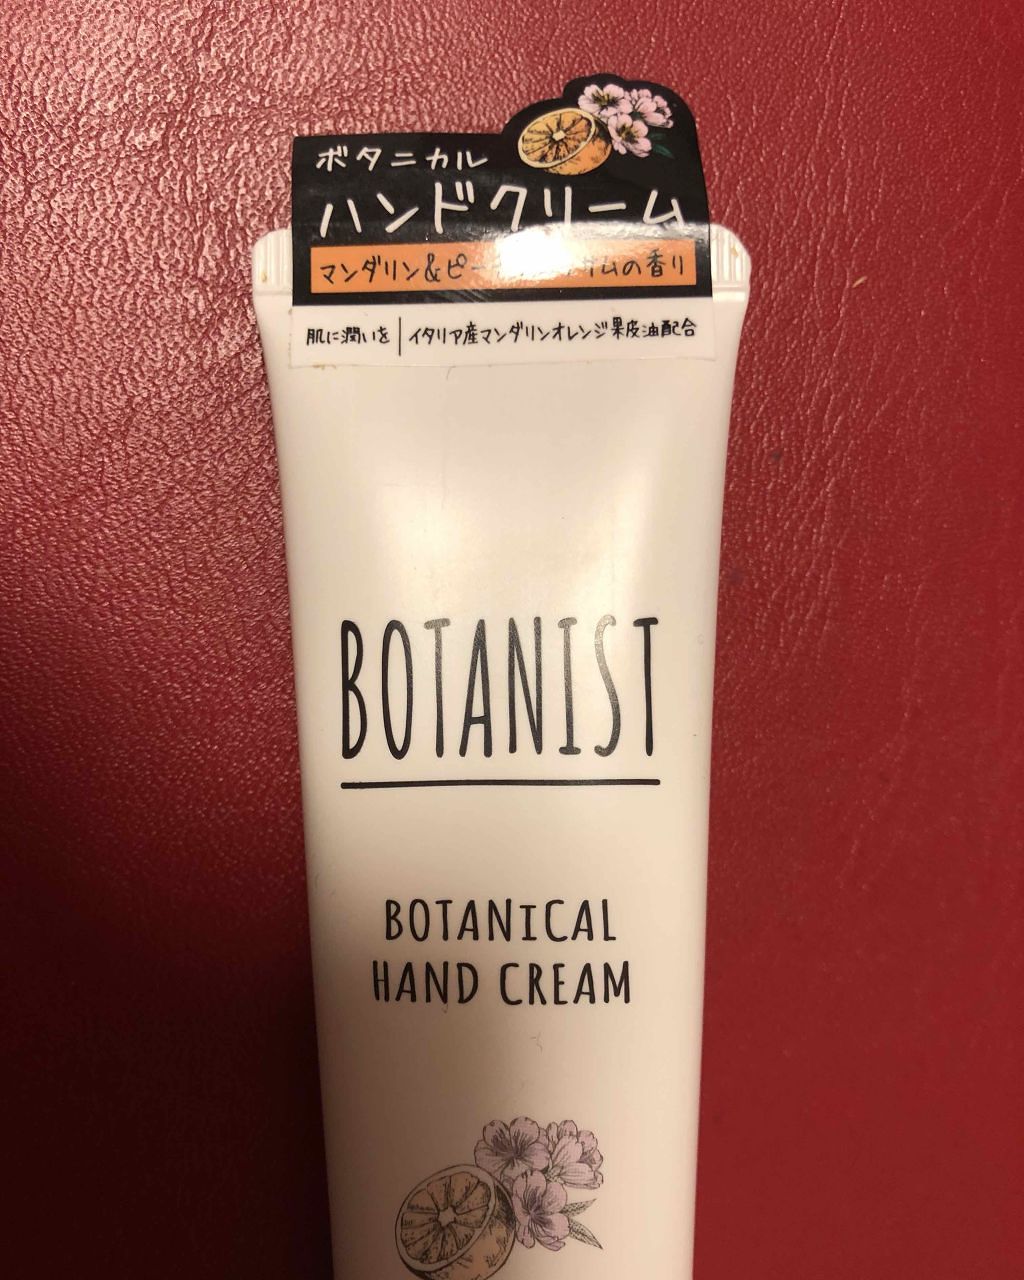 ボタニカル
ハンドクリーム
マンダリン&ピー サムの香り
肌に潤いを | イタリア産マンダリンオレンジ果皮油配合
BOTANIST
BOTANICAL
HAND CREAM